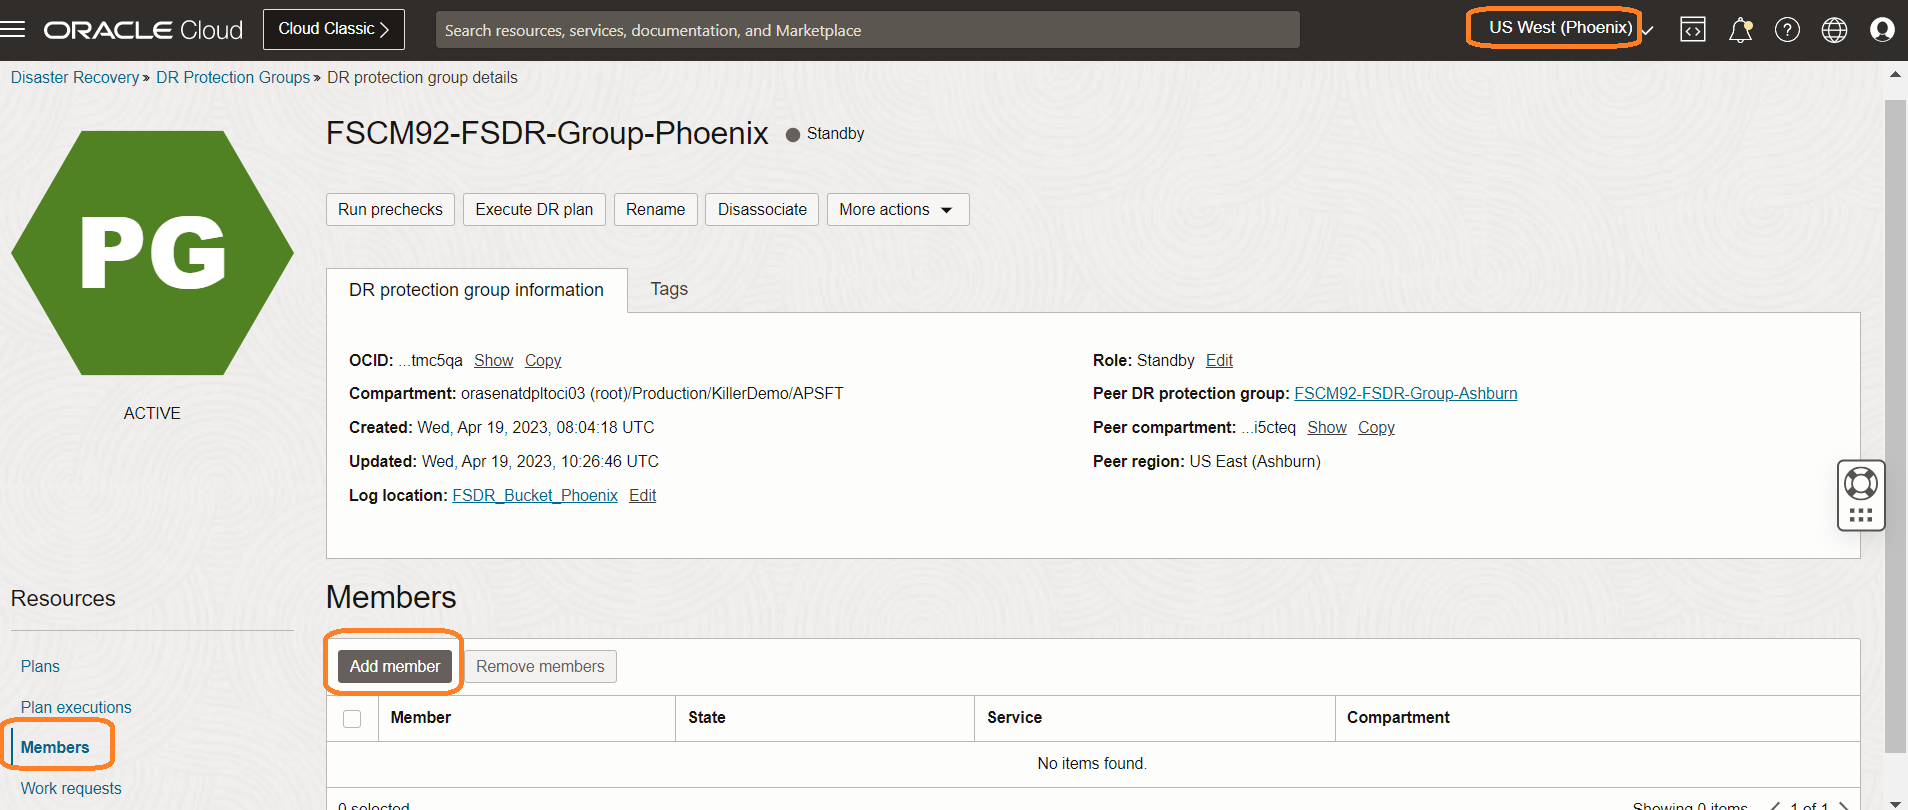 ORACLE Cloud Cloud Classic Search resources, services, documentation, and Marketplace US West (Phoenix)
Disaster Recovery » DR Protection Groups » DR protection group details
PG
ACTIVE
FSCM92-FSDR-Group-Phoenix Standby
Run prechecks Execute DR plan Rename Disassociate More actions
DR protection group information Tags
OCID: ...tmc5qa Show Copy
Compartment: orasenatdpltoci03 (root)/Production/KillerDemo/APSFT
Created: Wed, Apr 19, 2023, 08:04:18 UTC
Updated: Wed, Apr 19, 2023, 10:26:46 UTC
Log location: FSDR_Bucket_Phoenix Edit
Role: Standby Edit
Peer DR protection group: FSCM92-FSDR-Group-Ashburn
Peer compartment: ...i5cteq Show Copy
Peer region: US East (Ashburn)
Resources
Plans
Plan executions
Members
Work requests
Members
Add member Remove members
Member State Service Compartment
No items found.
0 selected Showing 0 items 1 of 1